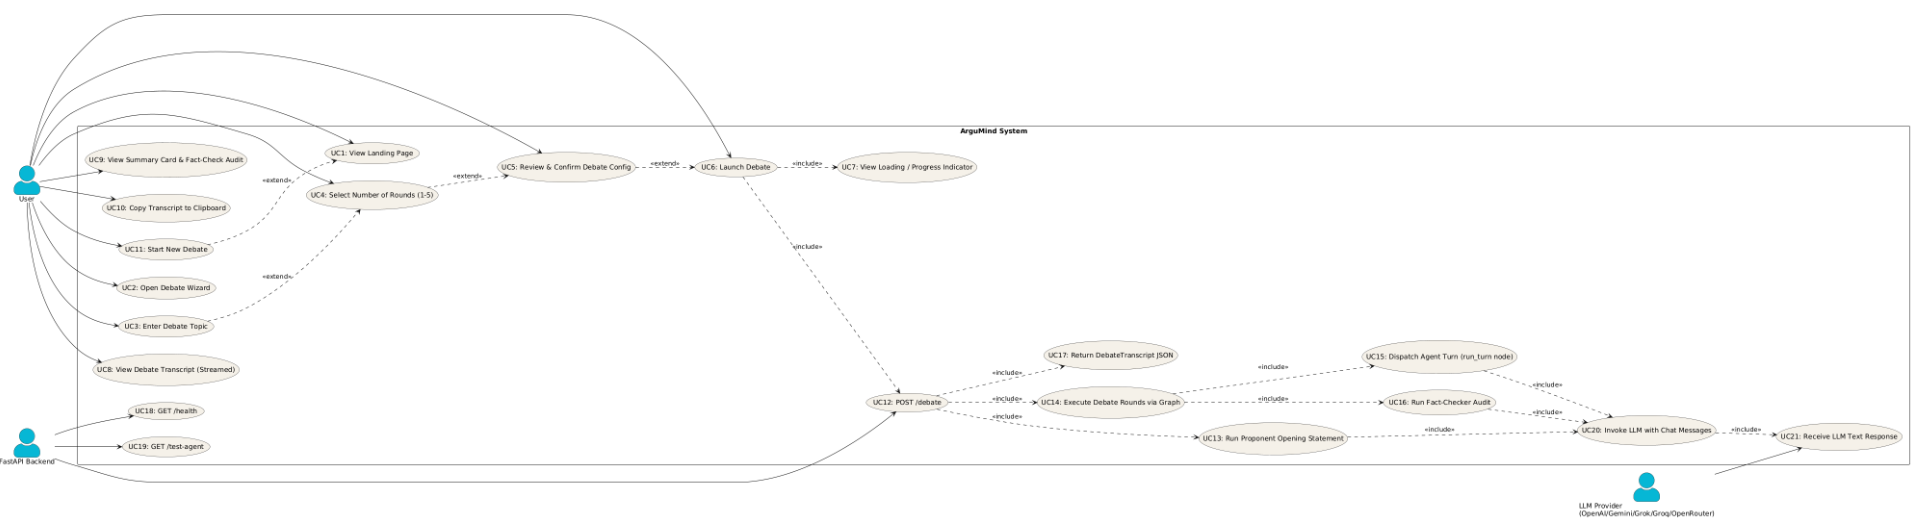 ArguMind System
UC9: View Summary Card & Fact-Check Audit
UC1: View Landing Page
UC5: Review & Confirm Debate Config
«extend»
UC6: Launch Debate
«include»
UC7: View Loading / Progress Indicator
«extend»
UC4: Select Number of Rounds (1-5)
«extend»
User
UC10: Copy Transcript to Clipboard
UC11: Start New Debate
«include»
«extend»
UC2: Open Debate Wizard
UC3: Enter Debate Topic
UC8: View Debate Transcript (Streamed)
UC17: Return DebateTranscript JSON
«include»
«include»
UC15: Dispatch Agent Turn (run_turn node)
«include»
UC12: POST /debate
«include»
UC14: Execute Debate Rounds via Graph
«include»
UC16: Run Fact-Checker Audit
«include»
UC18: GET /health
«include»
UC13: Run Proponent Opening Statement
«include»
UC20: Invoke LLM with Chat Messages
«include»
UC21: Receive LLM Text Response
UC19: GET /test-agent
FastAPI Backend
LLM Provider
(OpenAI/Gemini/Grok/Groq/OpenRouter)